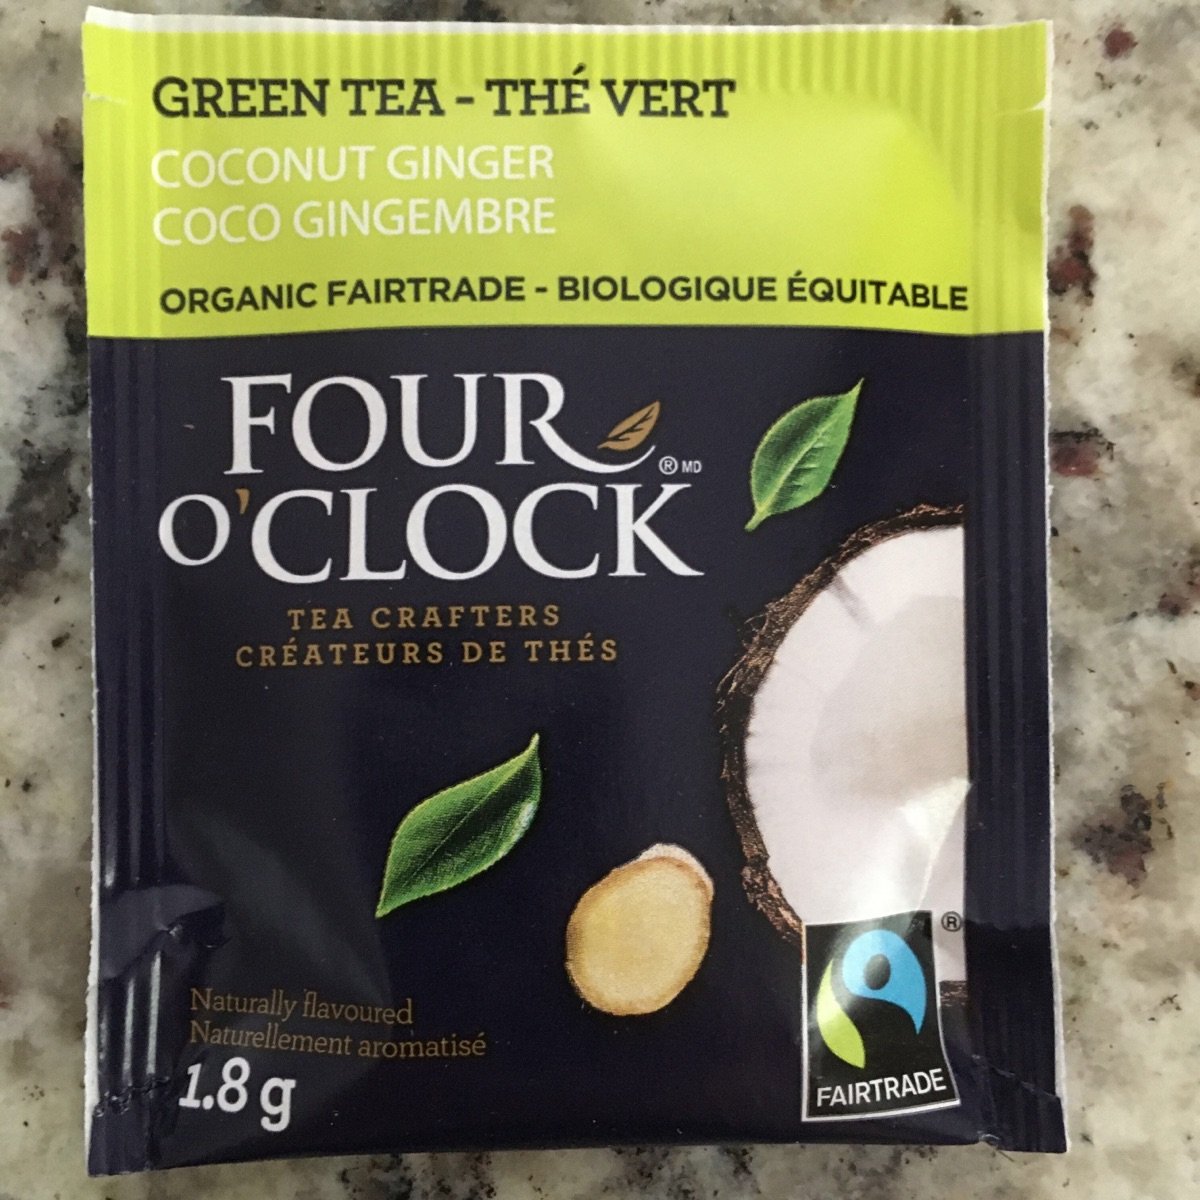 GREEN TEA - THÉ VERT
COCONUT GINGER
COCO GINGEMBRE
ORGANIC FAIRTRADE - BIOLOGIQUE ÉQUITABLE
FOUR
® MD
O'CLOCK
TEA CRAFTERS
CRÉATEURS DE THÉS
Naturally flavoured
Naturellement aromatisé
1.8 g
®
FAIRTRADE